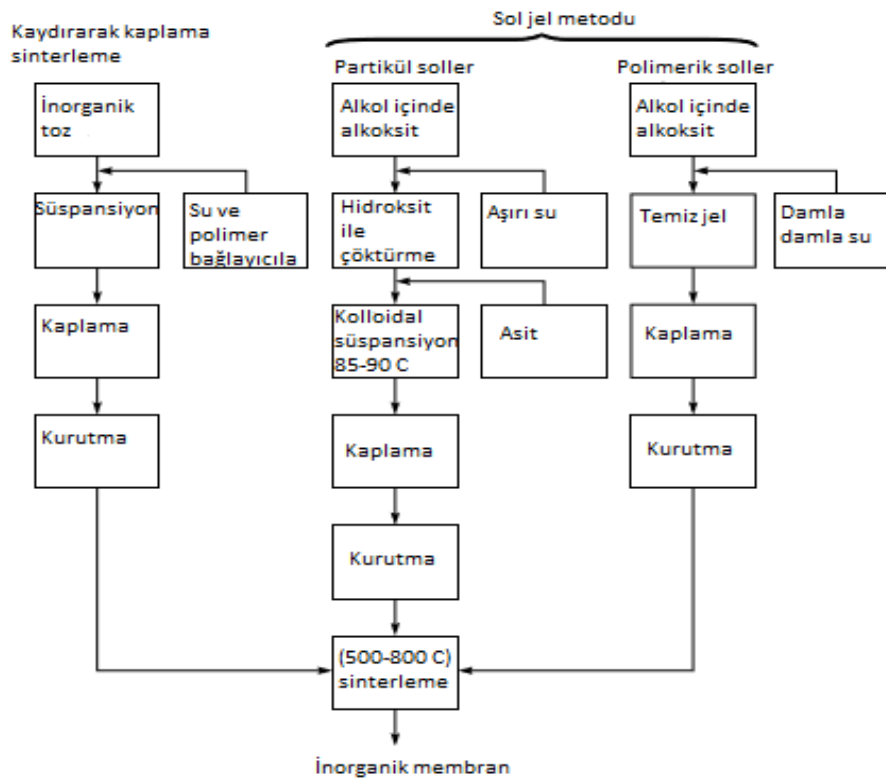 Kaydırarak kaplama
sinterleme
İnorganik
toz
Süspansiyon
Su ve
polimer
bağlayıcıla
Kaplama
Kurutma
Sol jel metodu
Partikül soller
Alkol içinde
alkoksit
Hidroksit
ile
çöktürme
Aşırı su
Kolloidal
süspansiyon
85-90 C
Asit
Kaplama
Kurutma
Polimerik soller
Alkol içinde
alkoksit
Temiz jel
Damla
damla su
Kaplama
Kurutma
(500-800 C)
sinterleme
İnorganik membran